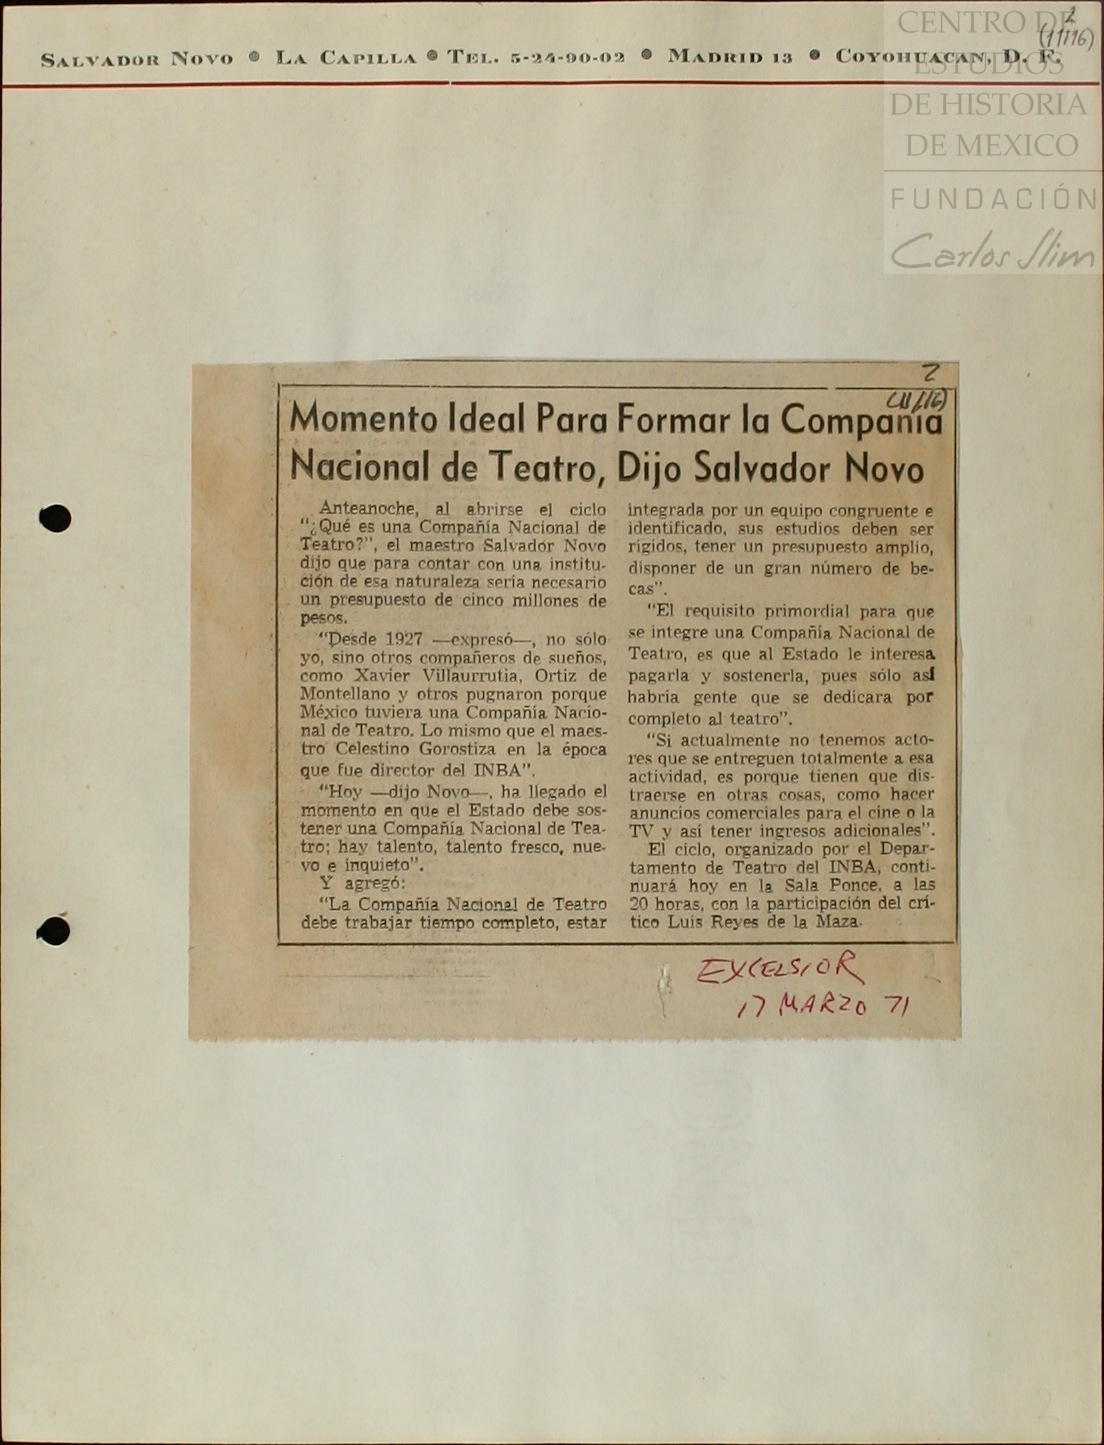 SALVADOR NOVO ● LA CAPILLA ● TEL. 5-24-90-02 ● MADRID 13 ● COYOHUACAN, D. F.
2
(11/116)
CENTRO DE
ESTUDIOS
DE HISTORIA
DE MEXICO
FUNDACIÓN
Carlos Slim
2
(11/116)
Momento Ideal Para Formar la Compañía
Nacional de Teatro, Dijo Salvador Novo
Anteanoche, al abrirse el ciclo
"¿Qué es una Compañía Nacional de
Teatro?", el maestro Salvador Novo
dijo que para contar con una institu-
ción de esa naturaleza sería necesario
un presupuesto de cinco millones de
pesos.
"Desde 1927 —expresó—, no sólo
yo, sino otros compañeros de sueños,
como Xavier Villaurrutia, Ortiz de
Montellano y otros pugnaron porque
México tuviera una Compañía Nacio-
nal de Teatro. Lo mismo que el maes-
tro Celestino Gorostiza en la época
que fue director del INBA".
"Hoy —dijo Novo—, ha llegado el
momento en que el Estado debe sos-
tener una Compañía Nacional de Tea-
tro; hay talento, talento fresco, nue-
vo e inquieto".
Y agregó:
"La Compañía Nacional de Teatro
debe trabajar tiempo completo, estar
integrada por un equipo congruente e
identificado, sus estudios deben ser
rígidos, tener un presupuesto amplio,
disponer de un gran número de be-
cas".
"El requisito primordial para que
se integre una Compañía Nacional de
Teatro, es que al Estado le interesa
pagarla y sostenerla, pues sólo así
habría gente que se dedicara por
completo al teatro".
"Si actualmente no tenemos acto-
res que se entreguen totalmente a esa
actividad, es porque tienen que dis-
traerse en otras cosas, como hacer
anuncios comerciales para el cine o la
TV y así tener ingresos adicionales".
El ciclo, organizado por el Depar-
tamento de Teatro del INBA, conti-
nuará hoy en la Sala Ponce, a las
20 horas, con la participación del crí-
tico Luis Reyes de la Maza.
EXCELSIOR
17 MARZO 71